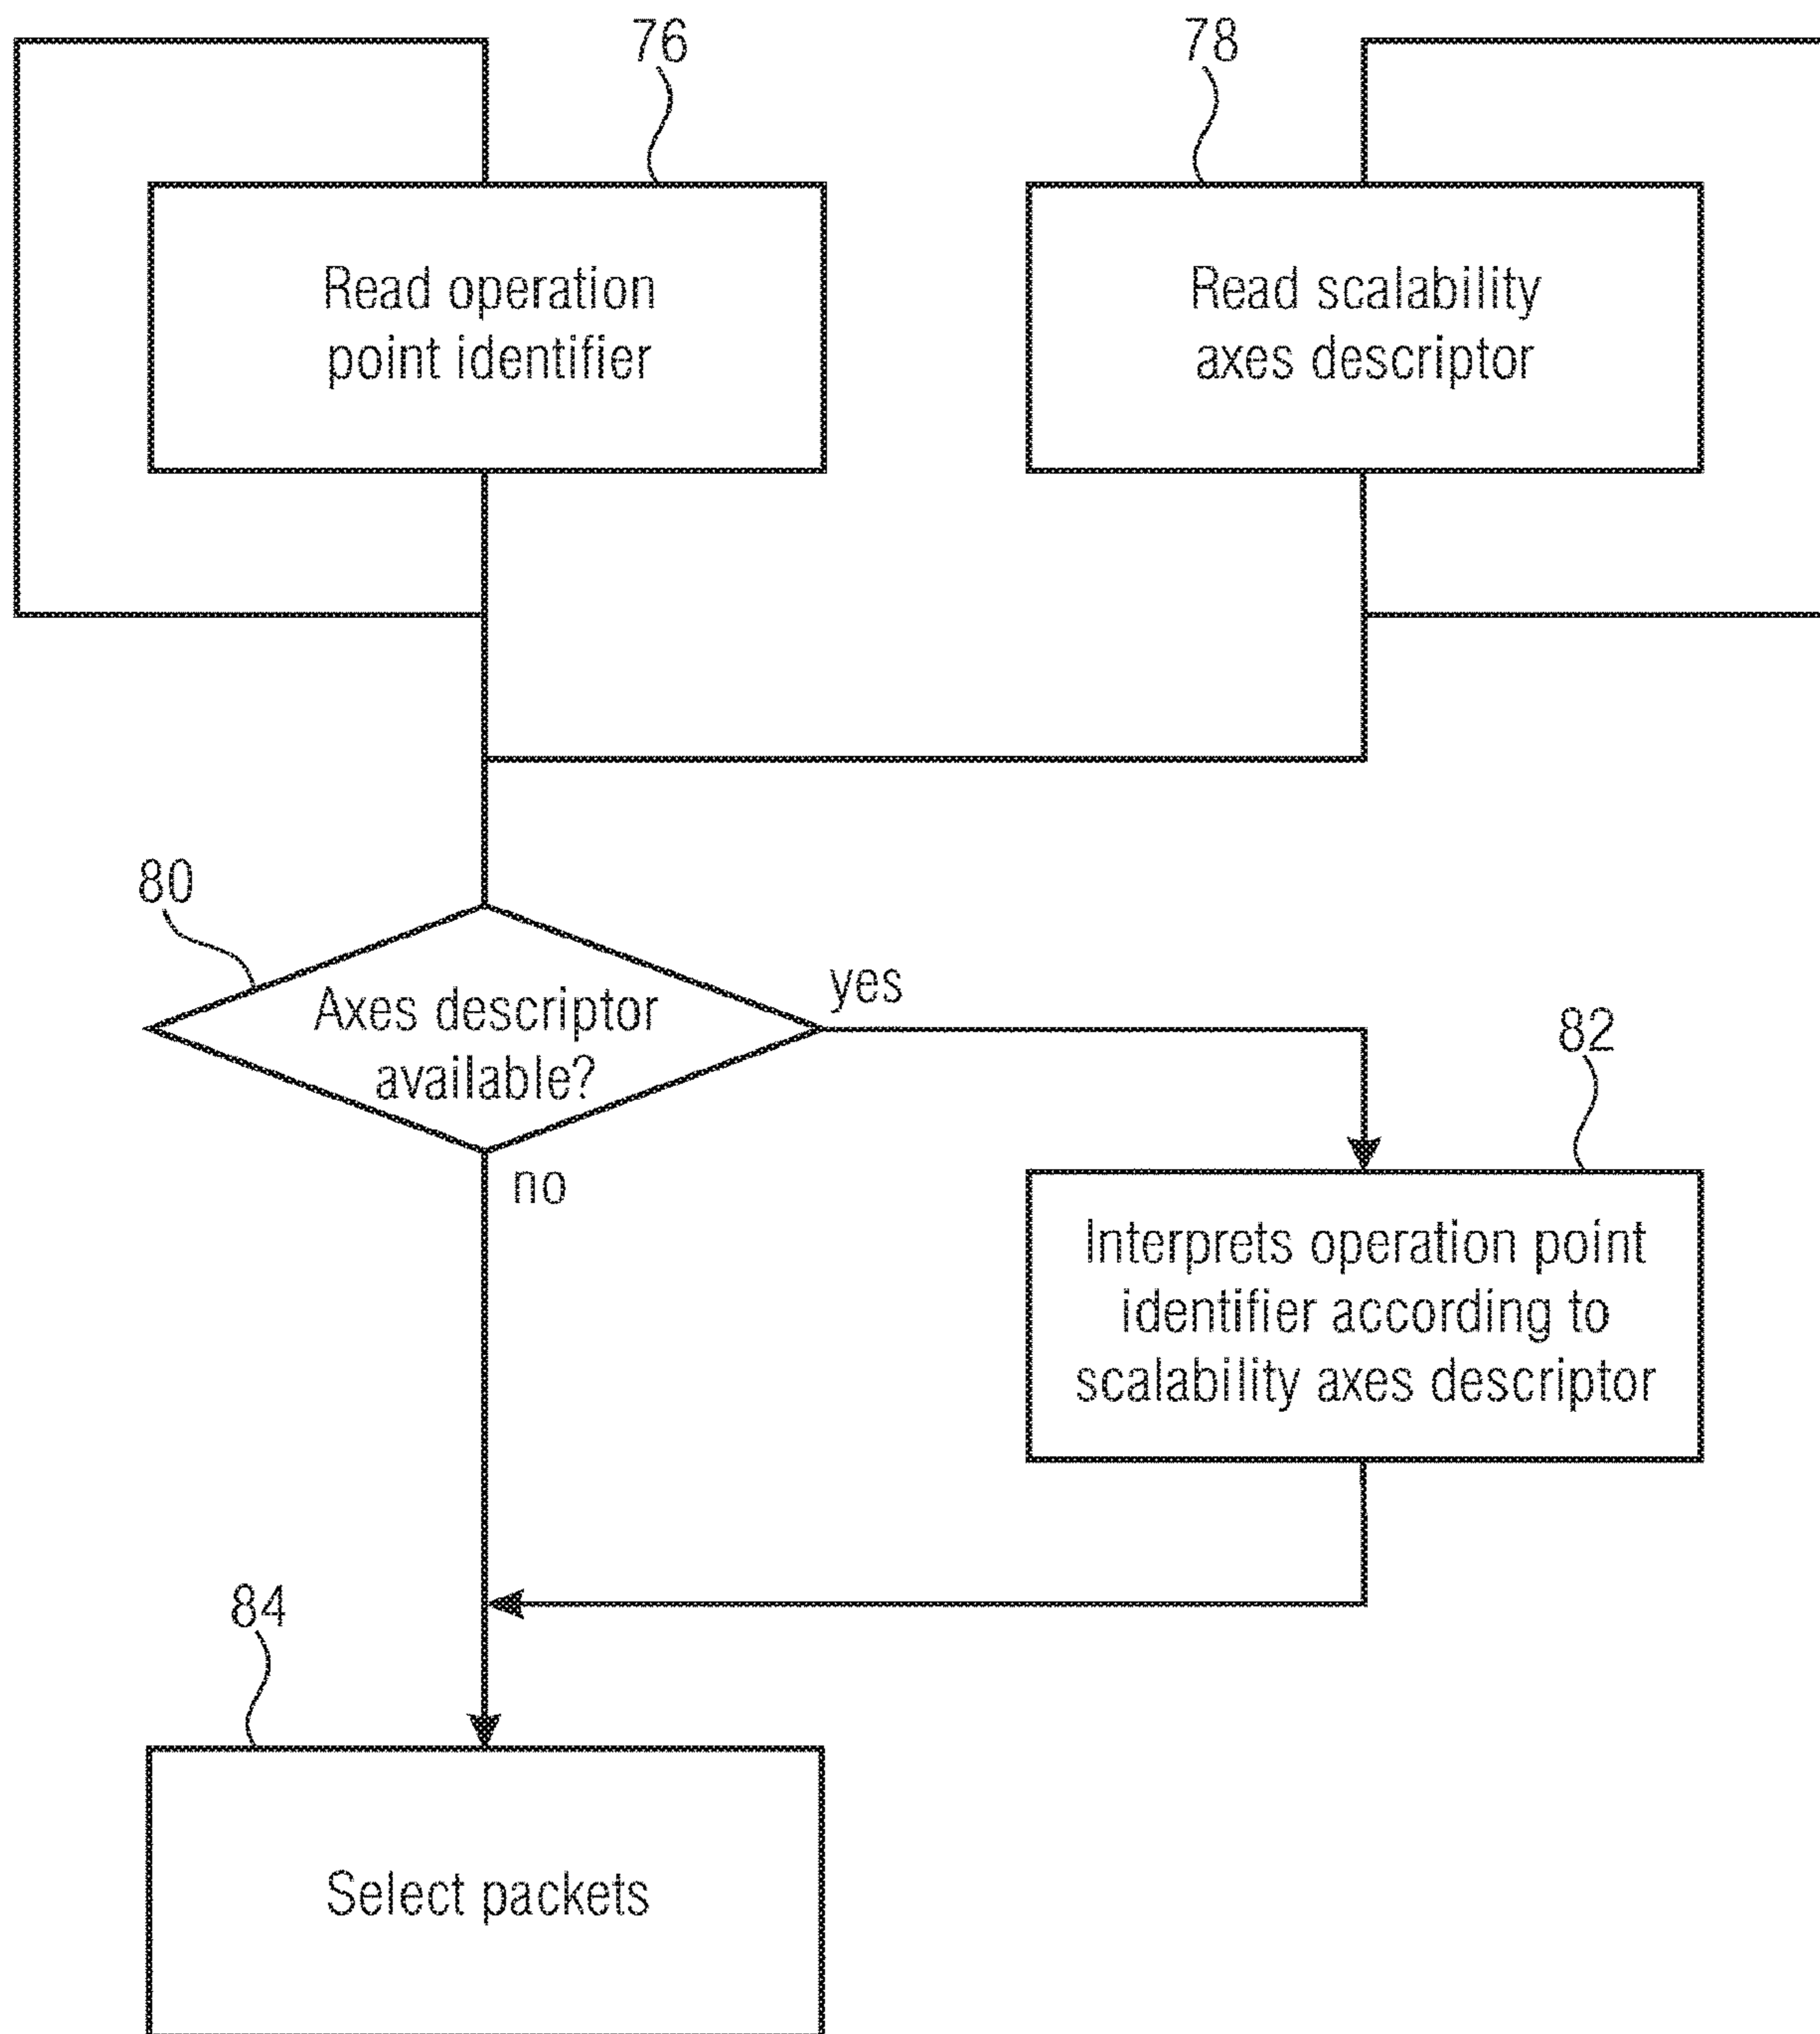 76
78
Read operation
point identifier
Read scalability
axes descriptor
80
Axes descriptor
available?
yes
no
82
Interprets operation point
identifier according to
scalability axes descriptor
84
Select packets